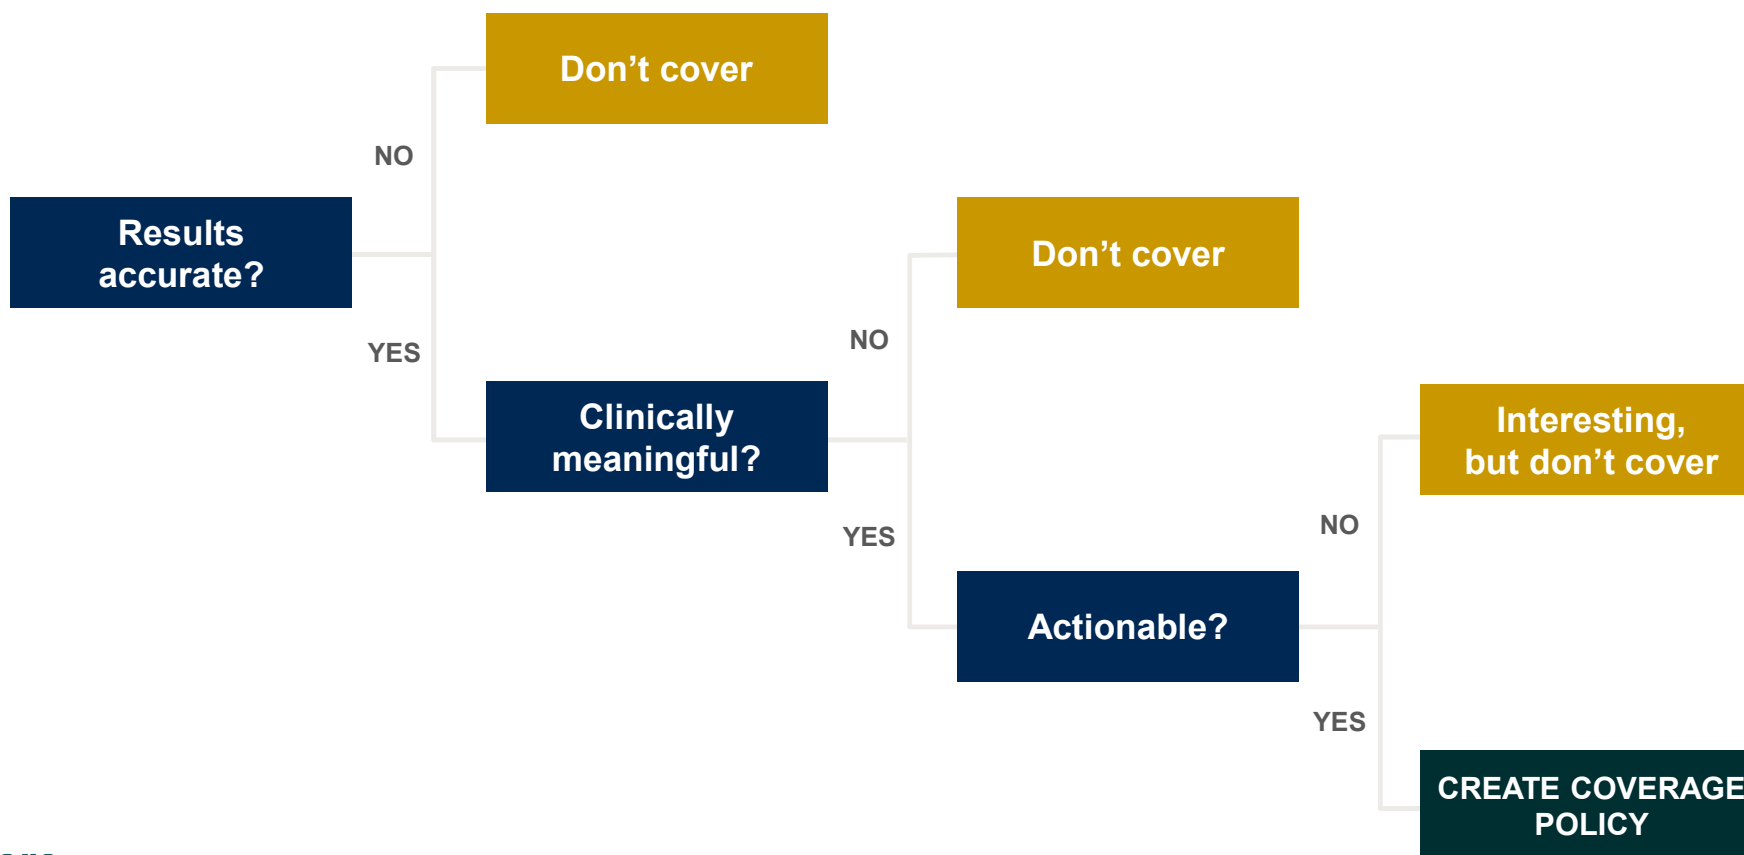 Don't cover
NO
Results
accurate?
Don't cover
NO
YES
Clinically
meaningful?
Interesting,
but don't cover
NO
YES
Actionable?
YES
CREATE COVERAGE
POLICY